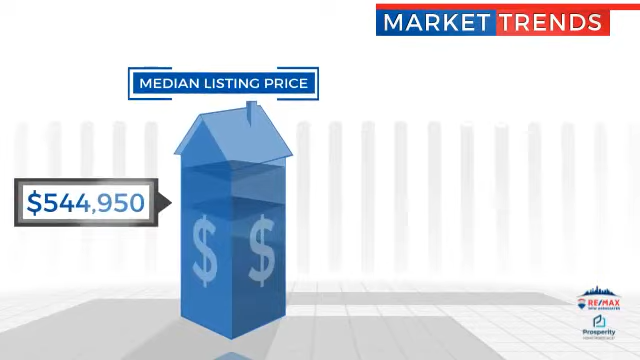 MARKET TRENDS
MEDIAN LISTING PRICE
$544,950
$ $
RE/MAX
Prosperity